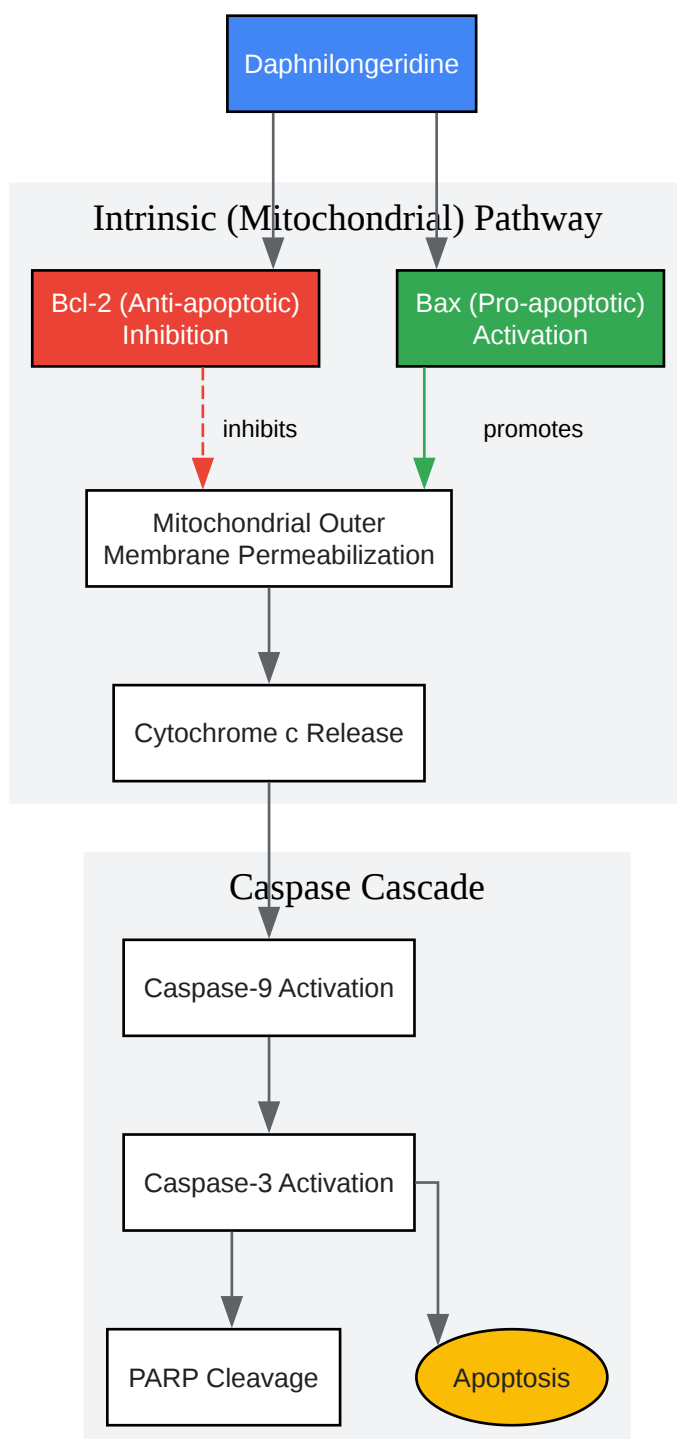 Daphnilongeridine
Intrinsic (Mitochondrial) Pathway
Bcl-2 (Anti-apoptotic)
Inhibition
Bax (Pro-apoptotic)
Activation
inhibits
promotes
Mitochondrial Outer
Membrane Permeabilization
Cytochrome c Release
Caspase Cascade
Caspase-9 Activation
Caspase-3 Activation
PARP Cleavage
Apoptosis